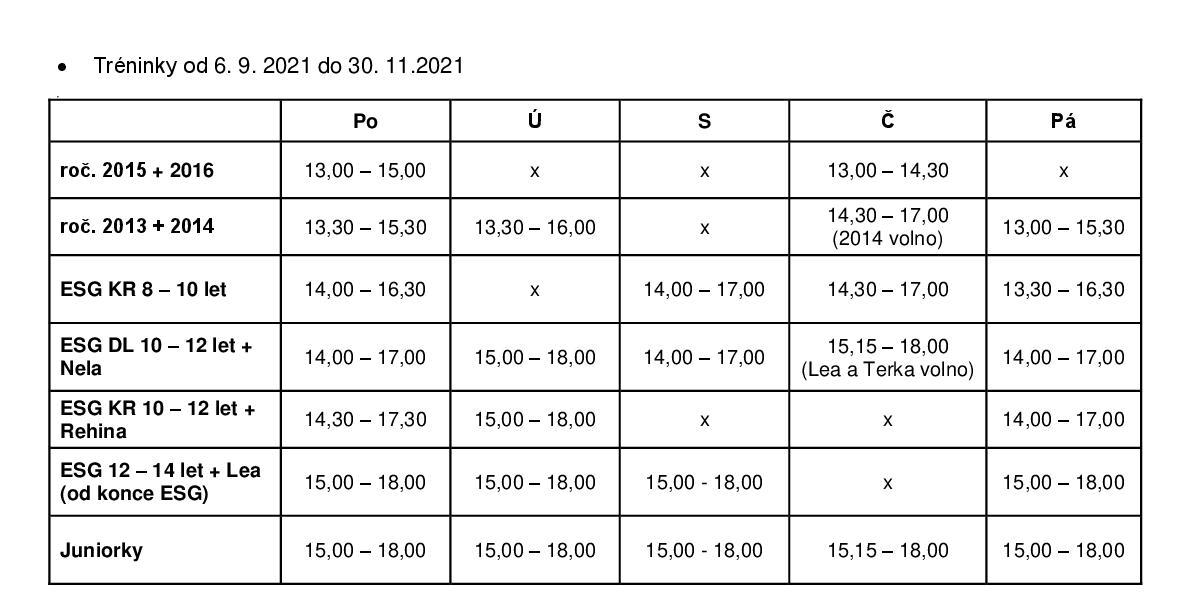 • Tréninky od 6. 9. 2021 do 30. 11.2021
Po Ú S Č Pá
roč. 2015 + 2016 13,00 – 15,00 x x 13,00 – 14,30 x
roč. 2013 + 2014 13,30 – 15,30 13,30 – 16,00 x 14,30 – 17,00 (2014 volno) 13,00 – 15,30
ESG KR 8 – 10 let 14,00 – 16,30 x 14,00 – 17,00 14,30 – 17,00 13,30 – 16,30
ESG DL 10 – 12 let + Nela 14,00 – 17,00 15,00 – 18,00 14,00 – 17,00 15,15 – 18,00 (Lea a Terka volno) 14,00 – 17,00
ESG KR 10 – 12 let + Rehina 14,30 – 17,30 15,00 – 18,00 x x 14,00 – 17,00
ESG 12 – 14 let + Lea (od konce ESG) 15,00 – 18,00 15,00 – 18,00 15,00 - 18,00 x 15,00 – 18,00
Juniorky 15,00 – 18,00 15,00 – 18,00 15,00 - 18,00 15,15 – 18,00 15,00 – 18,00